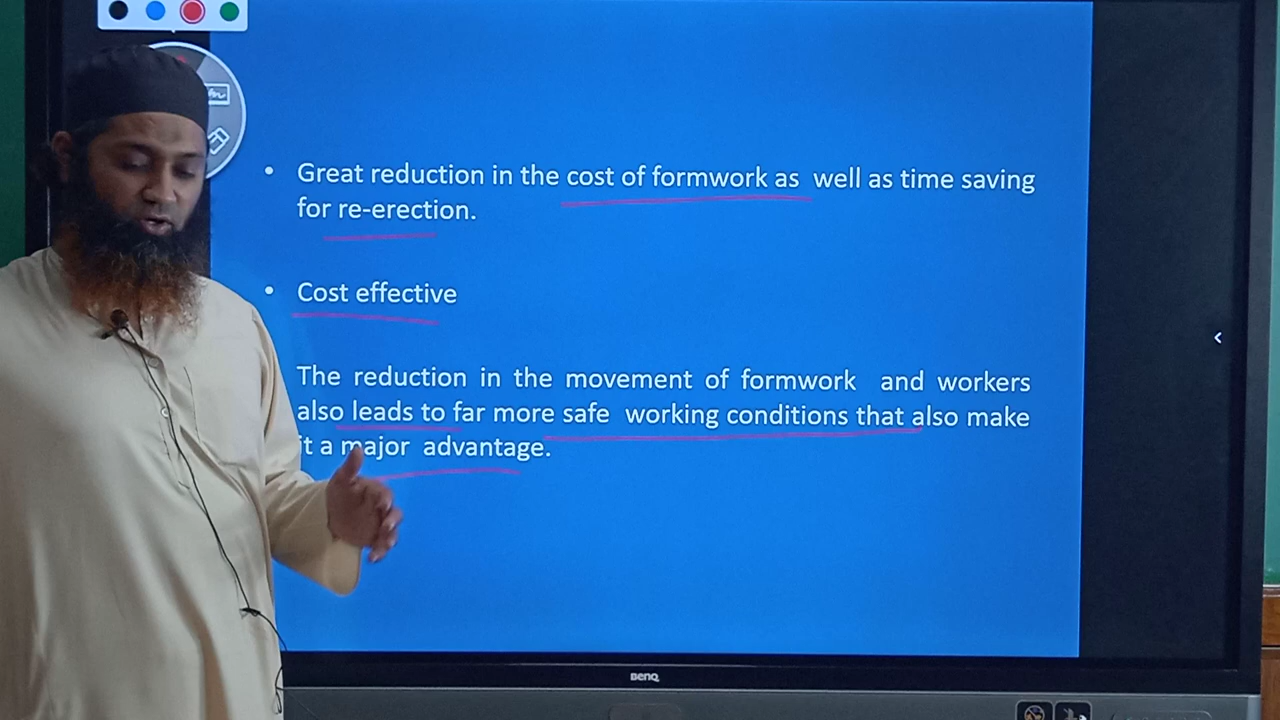 • Great reduction in the cost of formwork as well as time saving
for re-erection.
• Cost effective
The reduction in the movement of formwork and workers
also leads to far more safe working conditions that also make
it a major advantage.
BENQ